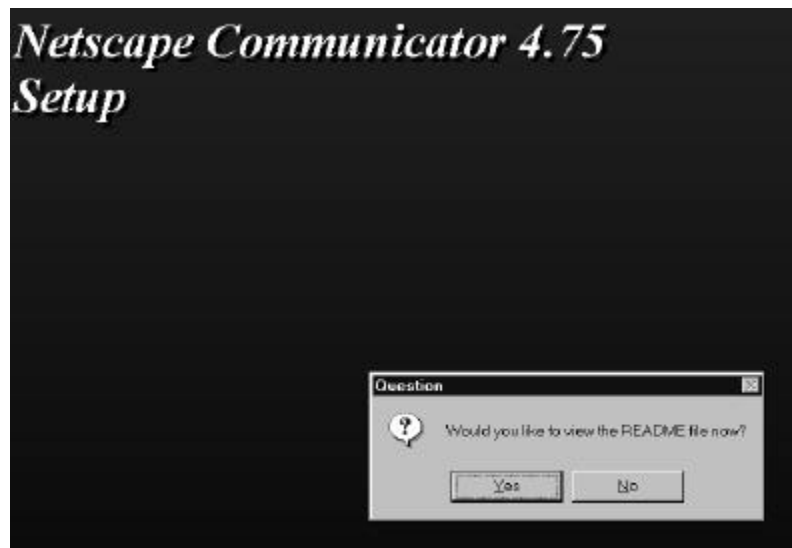 Netscape Communicator 4.75
Setup
Question
Would you like to view the README file now?
Yes
No